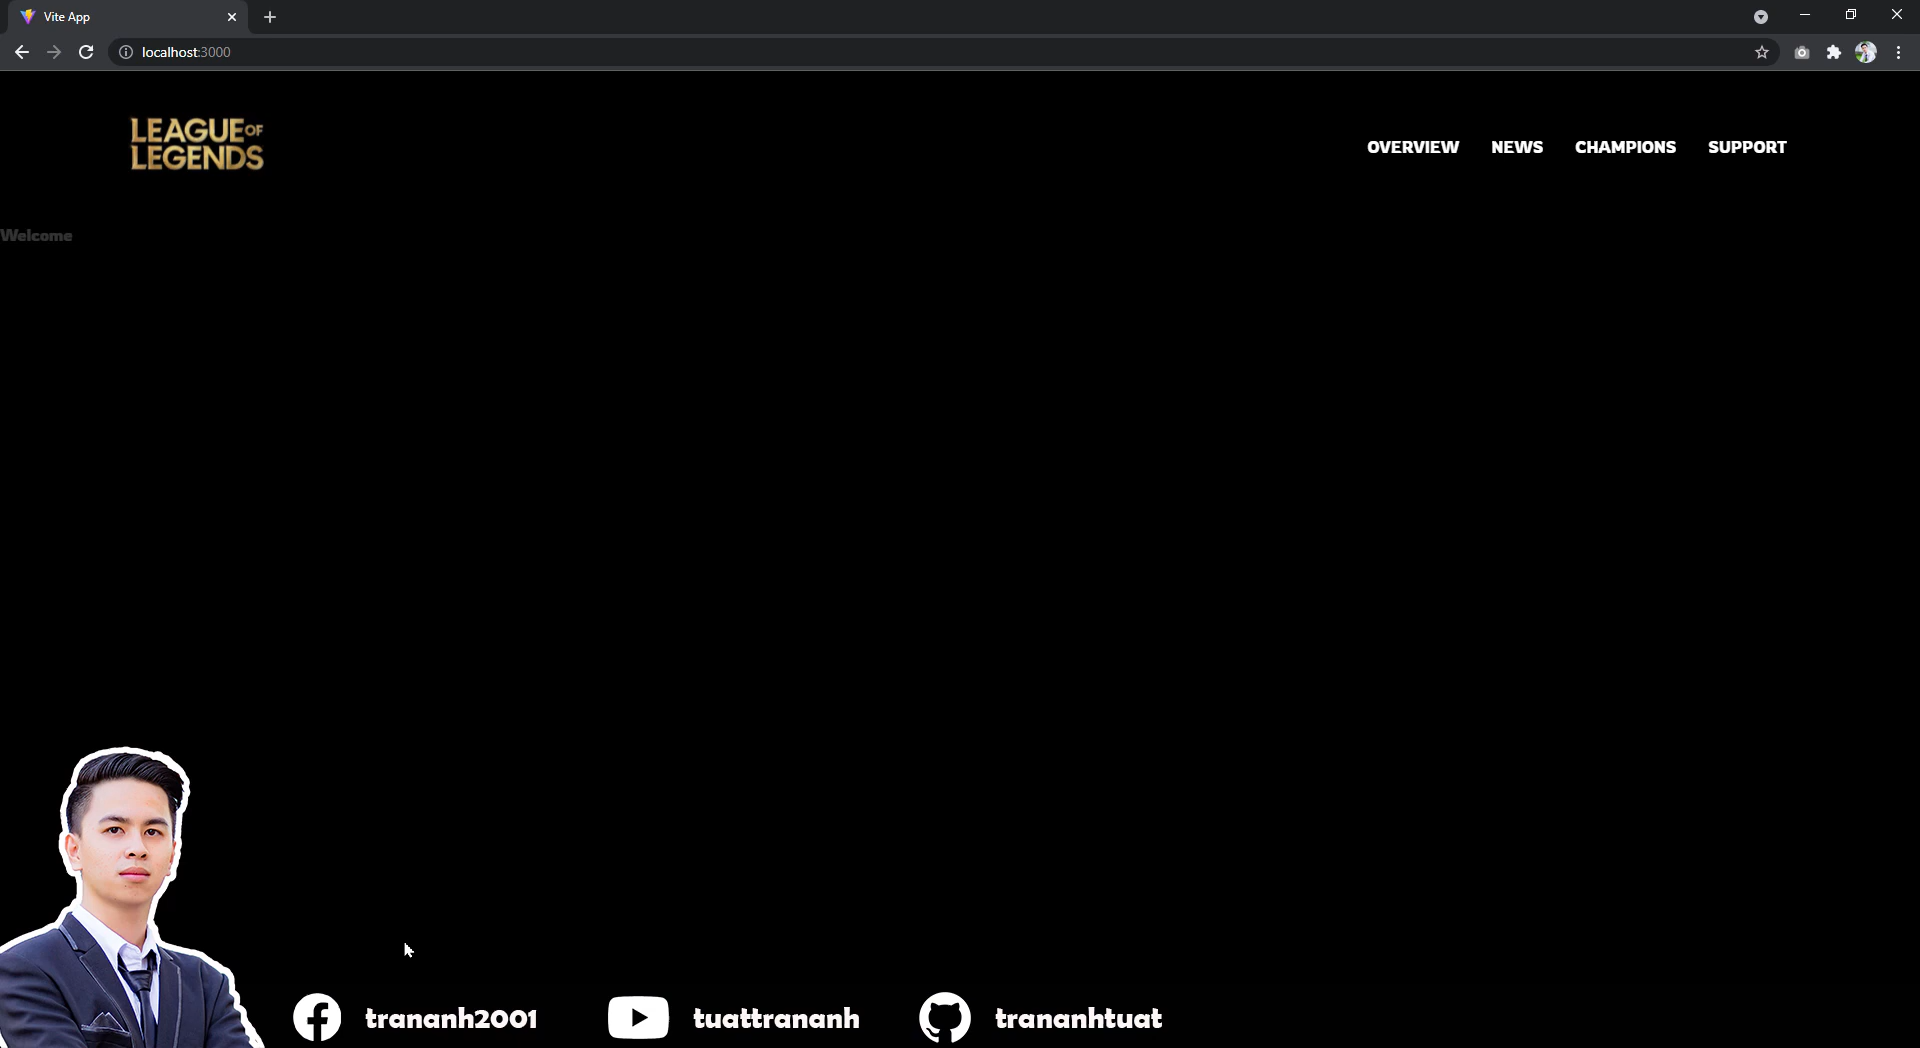 Vite App
localhost:3000
LEAGUE OF
LEGENDS
OVERVIEW NEWS CHAMPIONS SUPPORT
Welcome
trananh2001 tuattrananh trananhtuat